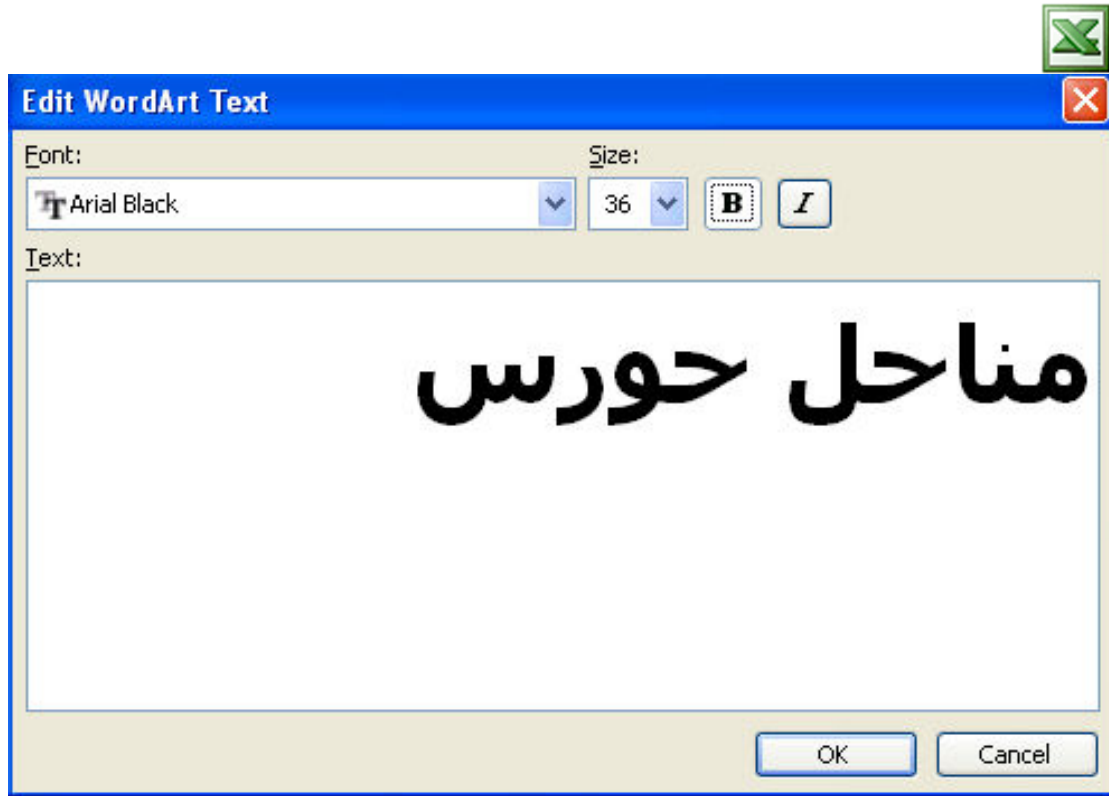 Edit WordArt Text
Font:
Size:
Arial Black
36
B
I
Text:
مناحل حورس
OK
Cancel